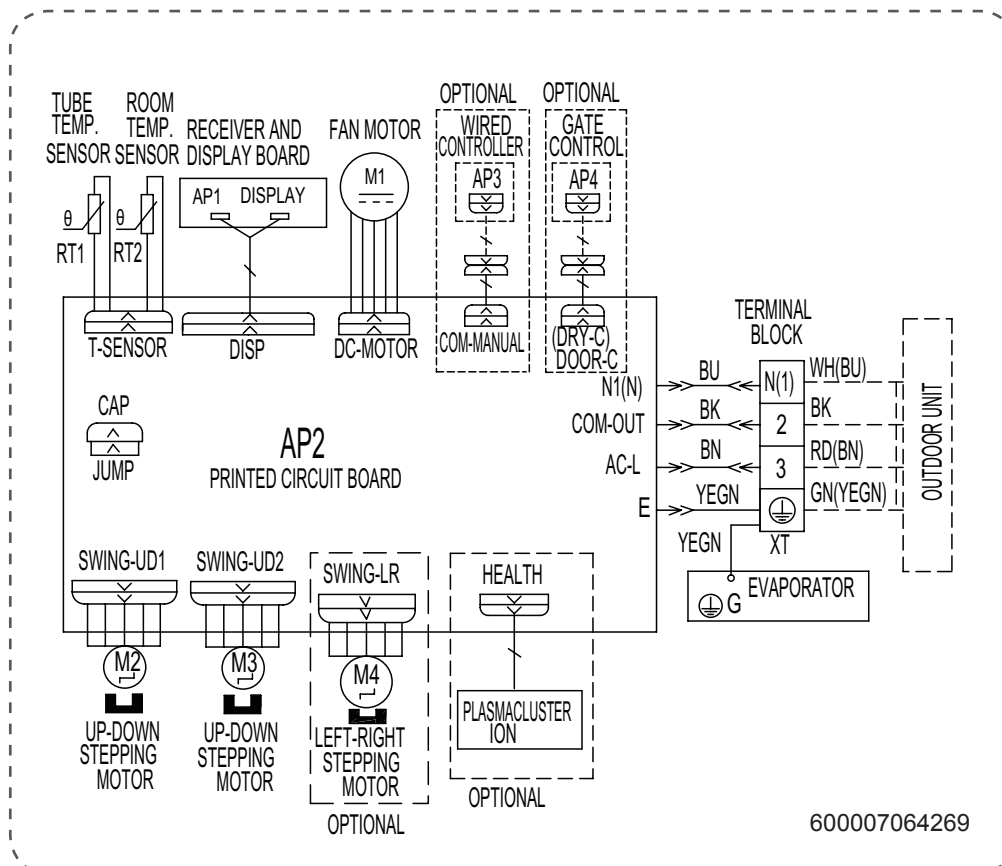 OPTIONAL
OPTIONAL
TUBE
TEMP.
SENSOR
ROOM
TEMP.
SENSOR
RECEIVER AND
DISPLAY BOARD
FAN MOTOR
WIRED
CONTROLLER
GATE
CONTROL
AP1 DISPLAY
M1
AP3
AP4
θ
RT1
θ
RT2
T-SENSOR
DISP
DC-MOTOR
COM-MANUAL
(DRY-C)
DOOR-C
TERMINAL
BLOCK
N1(N)
BU
N(1)
WH(BU)
COM-OUT
BK
2
BK
AC-L
BN
3
RD(BN)
E
YEGN
GN(YEGN)
XT
YEGN
OUTDOOR UNIT
G
EVAPORATOR
CAP
JUMP
AP2
PRINTED CIRCUIT BOARD
SWING-UD1
SWING-UD2
SWING-LR
HEALTH
M2
M3
M4
UP-DOWN
STEPPING
MOTOR
UP-DOWN
STEPPING
MOTOR
LEFT-RIGHT
STEPPING
MOTOR
OPTIONAL
PLASMACLUSTER
ION
OPTIONAL
600007064269